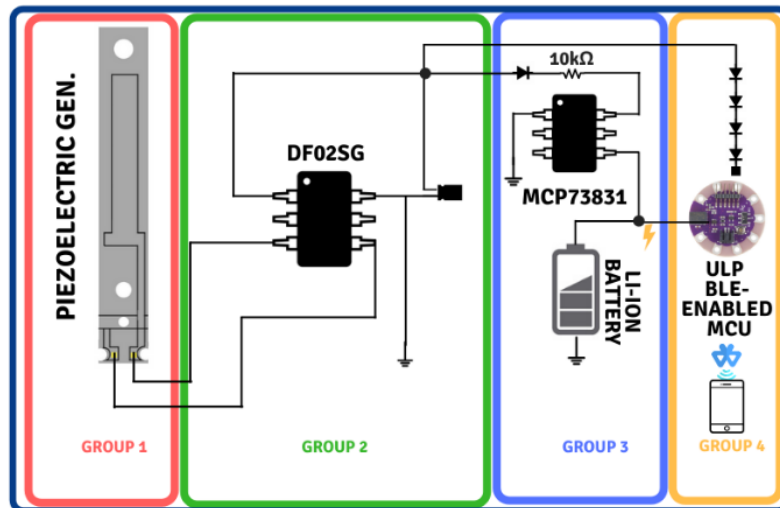 PIEZOELECTRIC GEN.
GROUP 1
DF02SG
GROUP 2
10kΩ
MCP73831
LI-ION
BATTERY
GROUP 3
ULP
BLE-
ENABLED
MCU
GROUP 4